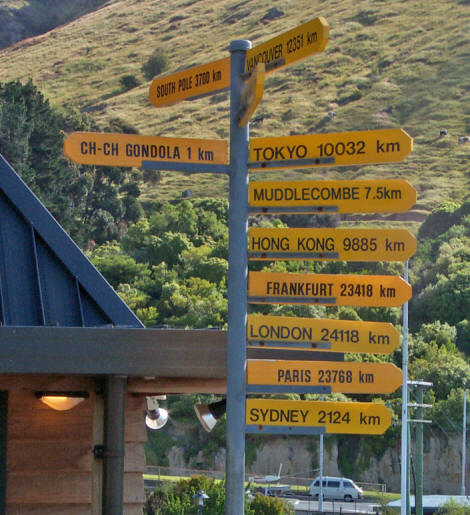 VANCOUVER 12351 km
SOUTH POLE 3700 km
CH-CH GONDOLA 1 km
TOKYO 10032 km
MUDDLECOMBE 7.5km
HONG KONG 9885 km
FRANKFURT 23418 km
LONDON 24118 km
PARIS 23768 km
SYDNEY 2124 km